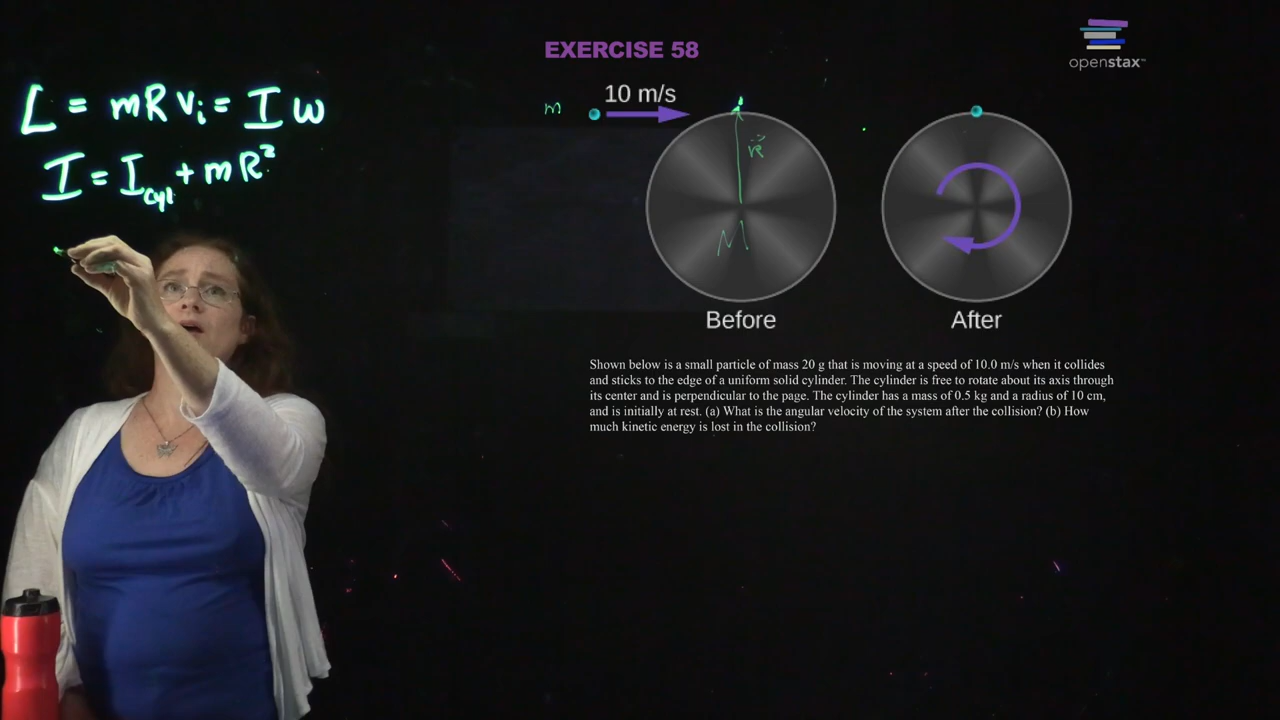 EXERCISE 58
openstax™
L = mRvᵢ = Iω
I = I_cyl + mR²
m
10 m/s
R⃗
M
Before
After
Shown below is a small particle of mass 20 g that is moving at a speed of 10.0 m/s when it collides
and sticks to the edge of a uniform solid cylinder. The cylinder is free to rotate about its axis through
its center and is perpendicular to the page. The cylinder has a mass of 0.5 kg and a radius of 10 cm,
and is initially at rest. (a) What is the angular velocity of the system after the collision? (b) How
much kinetic energy is lost in the collision?